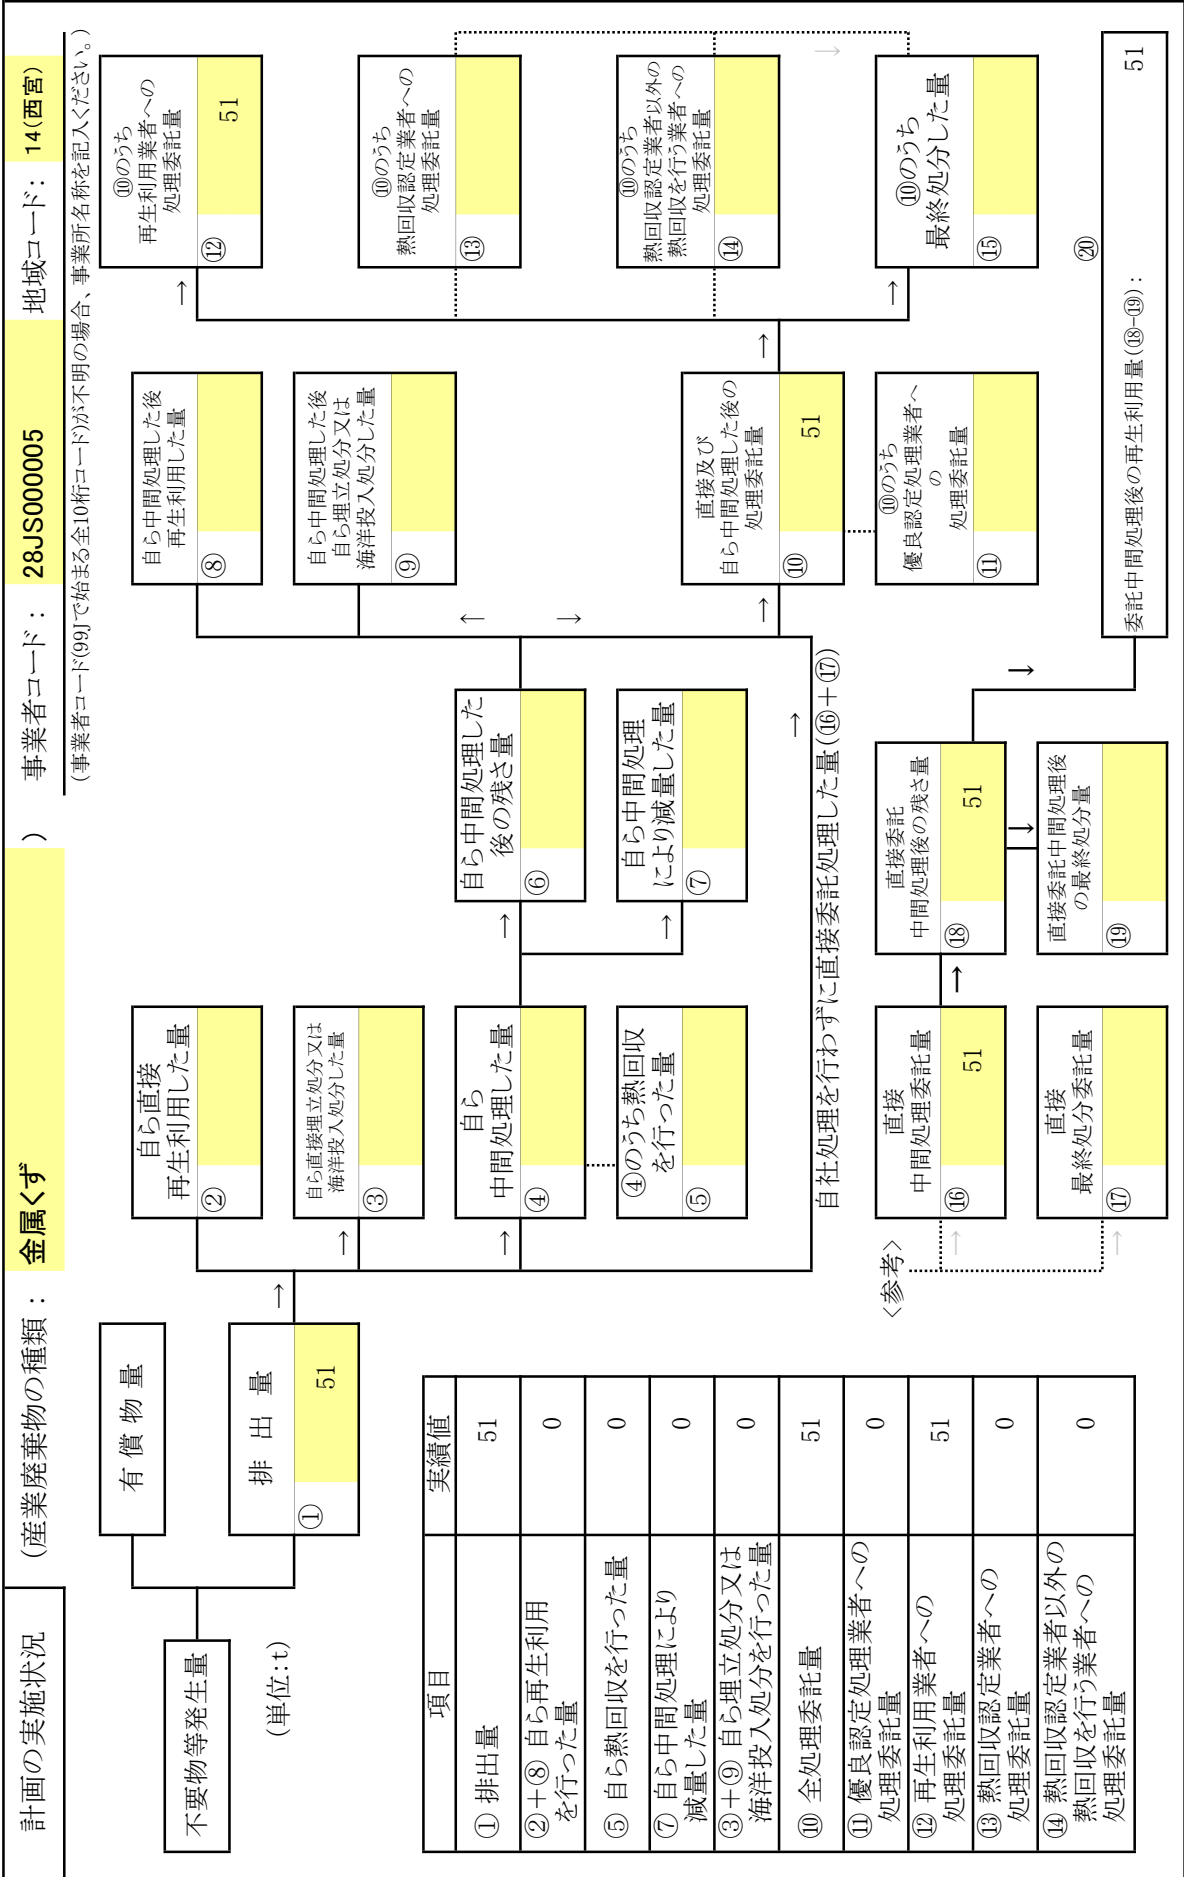 計画の実施状況
(産業廃棄物の種類：　金属くず　)
事業者コード：　28JS000005　地域コード：　14(西宮)
(事業者コード(99Jで始まる全10桁コード)が不明の場合、事業所名称を記入ください。)
不要物等発生量
(単位:t)
有 償 物 量
排 出 量
① 51
→
自ら直接
再生利用した量
②
自ら直接埋立処分又は
海洋投入処分した量
→
③
自ら
中間処理した量
→
④
④のうち熱回収
を行った量
⑤
自ら中間処理した
後の残さ量
→
⑥
自ら中間処理
により減量した量
→
⑦
自ら中間処理した後
再生利用した量
⑧
自ら中間処理した後
自ら埋立処分又は
海洋投入処分した量
⑨
↑
↓
直接及び
自ら中間処理した後の
処理委託量
→
⑩ 51
⑩のうち
優良認定処理業者へ
の
処理委託量
⑪
→
⑩のうち
再生利用業者への
処理委託量
→
⑫ 51
⑩のうち
熱回収認定業者への
処理委託量
⑬
⑩のうち
熱回収認定業者以外の
熱回収を行う業者への
処理委託量
⑭
↓
⑩のうち
最終処分した量
→
⑮
→
自社処理を行わずに直接委託処理した量(⑯＋⑰)
<参考>
直接
中間処理委託量
→
⑯ 51
直接
最終処分委託量
→
⑰
直接委託
中間処理後の残さ量
→
⑱ 51
→
直接委託中間処理後
の最終処分量
⑲
↓
⑳
委託中間処理後の再生利用量(⑱−⑲)： 51
項目 実績値
① 排出量 51
②＋⑧ 自ら再生利用
を行った量 0
⑤ 自ら熱回収を行った量 0
⑦ 自ら中間処理により
減量した量 0
③＋⑨ 自ら埋立処分又は
海洋投入処分を行った量 0
⑩ 全処理委託量 51
⑪ 優良認定処理業者への
処理委託量 0
⑫ 再生利用業者への
処理委託量 51
⑬ 熱回収認定業者への
処理委託量 0
⑭ 熱回収認定業者以外の
熱回収を行う業者への
処理委託量 0